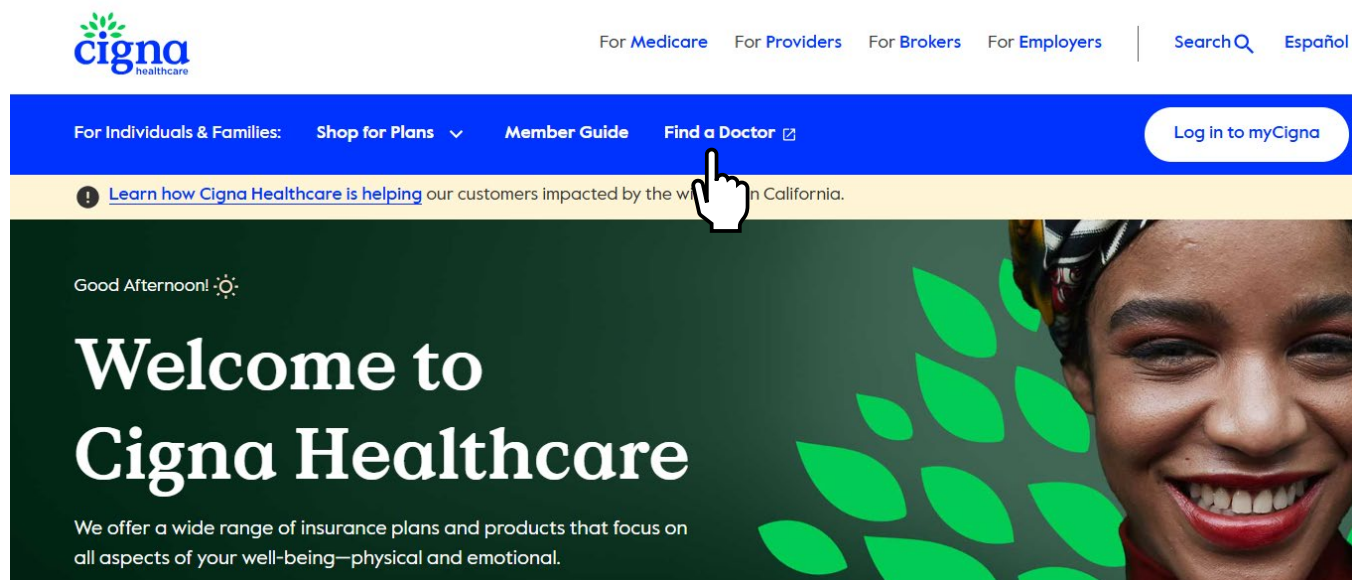 cigna
healthcare
For Medicare For Providers For Brokers For Employers Search Español
For Individuals & Families: Shop for Plans Member Guide Find a Doctor Log in to myCigna
! Learn how Cigna Healthcare is helping our customers impacted by the in California.
Good Afternoon!
Welcome to
Cigna Healthcare
We offer a wide range of insurance plans and products that focus on
all aspects of your well-being—physical and emotional.